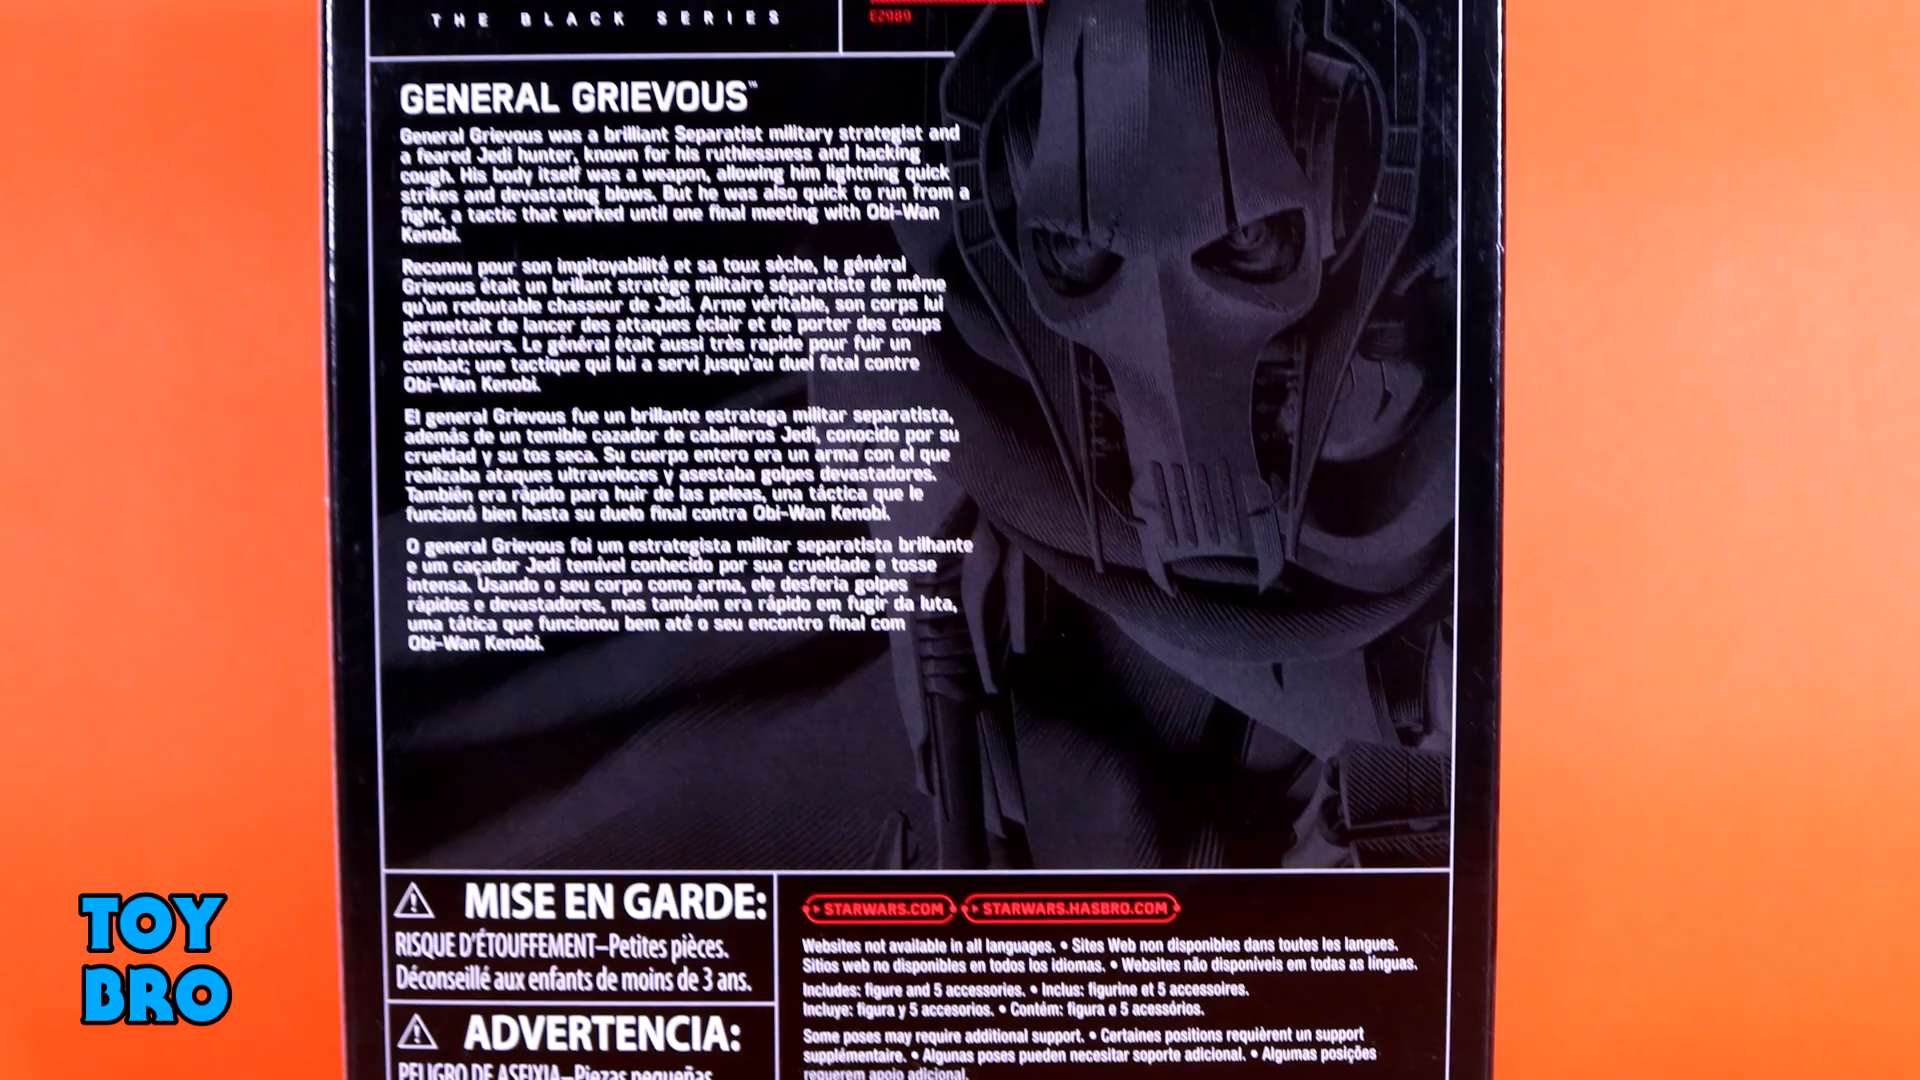 THE BLACK SERIES
E2989
GENERAL GRIEVOUS™
General Grievous was a brilliant Separatist military strategist and
a feared Jedi hunter, known for his ruthlessness and hacking
cough. His body itself was a weapon, allowing him lightning quick
strikes and devastating blows. But he was also quick to run from a
fight, a tactic that worked until one final meeting with Obi-Wan
Kenobi.
Reconnu pour son impitoyabilité et sa toux sèche, le général
Grievous était un brillant stratège militaire séparatiste de même
qu'un redoutable chasseur de Jedi. Arme véritable, son corps lui
permettait de lancer des attaques éclair et de porter des coups
dévastateurs. Le général était aussi très rapide pour fuir un
combat; une tactique qui lui a servi jusqu'au duel fatal contre
Obi-Wan Kenobi.
El general Grievous fue un brillante estratega militar separatista,
además de un temible cazador de caballeros Jedi, conocido por su
crueldad y su tos seca. Su cuerpo entero era un arma con el que
realizaba ataques ultraveloces y asestaba golpes devastadores.
También era rápido para huir de las peleas, una táctica que le
funcionó bien hasta su duelo final contra Obi-Wan Kenobi.
O general Grievous foi um estrategista militar separatista brilhante
e um caçador Jedi temível conhecido por sua crueldade e tosse
intensa. Usando o seu corpo como arma, ele desferia golpes
rápidos e devastadores, mas também era rápido em fugir da luta,
uma tática que funcionou bem até o seu encontro final com
Obi-Wan Kenobi.
MISE EN GARDE:
RISQUE D'ÉTOUFFEMENT–Petites pièces.
Déconseillé aux enfants de moins de 3 ans.
ADVERTENCIA:
PELIGRO DE ASFIXIA–Piezas pequeñas.
STARWARS.COM STARWARS.HASBRO.COM
Websites not available in all languages. • Sites Web non disponibles dans toutes les langues.
Sitios web no disponibles en todos los idiomas. • Websites não disponíveis em todas as línguas.
Includes: figure and 5 accessories. • Inclus: figurine et 5 accessoires.
Incluye: figura y 5 accesorios. • Contém: figura e 5 acessórios.
Some poses may require additional support. • Certaines positions requièrent un support
supplémentaire. • Algunas poses pueden necesitar soporte adicional. • Algumas posições
requerem apoio adicional.
TOY
BRO